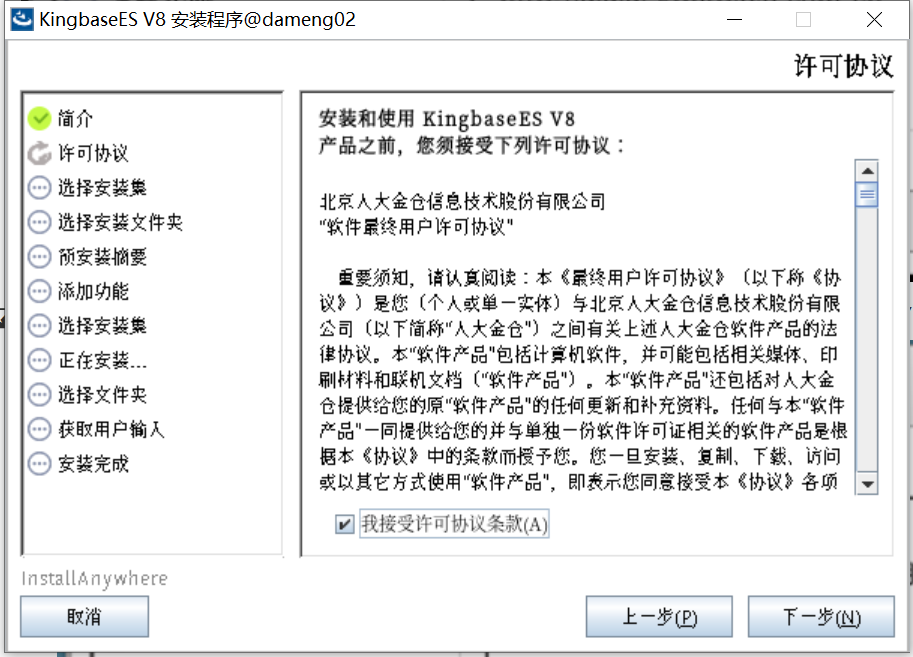 KingbaseES V8 安装程序@dameng02
许可协议
简介
许可协议
选择安装集
选择安装文件夹
预安装摘要
添加功能
选择安装集
正在安装...
选择文件夹
获取用户输入
安装完成
安装和使用 KingbaseES V8
产品之前，您须接受下列许可协议：
北京人大金仓信息技术股份有限公司
“软件最终用户许可协议”
重要须知，请认真阅读：本《最终用户许可协议》（以下称《协
议》）是您（个人或单一实体）与北京人大金仓信息技术股份有限
公司（以下简称“人大金仓”）之间有关上述人大金仓软件产品的法
律协议。本“软件产品”包括计算机软件，并可能包括相关媒体、印
刷材料和联机文档（“软件产品”）。本“软件产品”还包括对人大金
仓提供给您的原“软件产品”的任何更新和补充资料。任何与本“软件
产品”一同提供给您的并与单独一份软件许可证相关的软件产品是根
据本《协议》中的条款而授予您。您一旦安装、复制、下载、访问
或以其它方式使用“软件产品”，即表示您同意接受本《协议》各项
我接受许可协议条款(A)
InstallAnywhere
取消
上一步(P)
下一步(N)